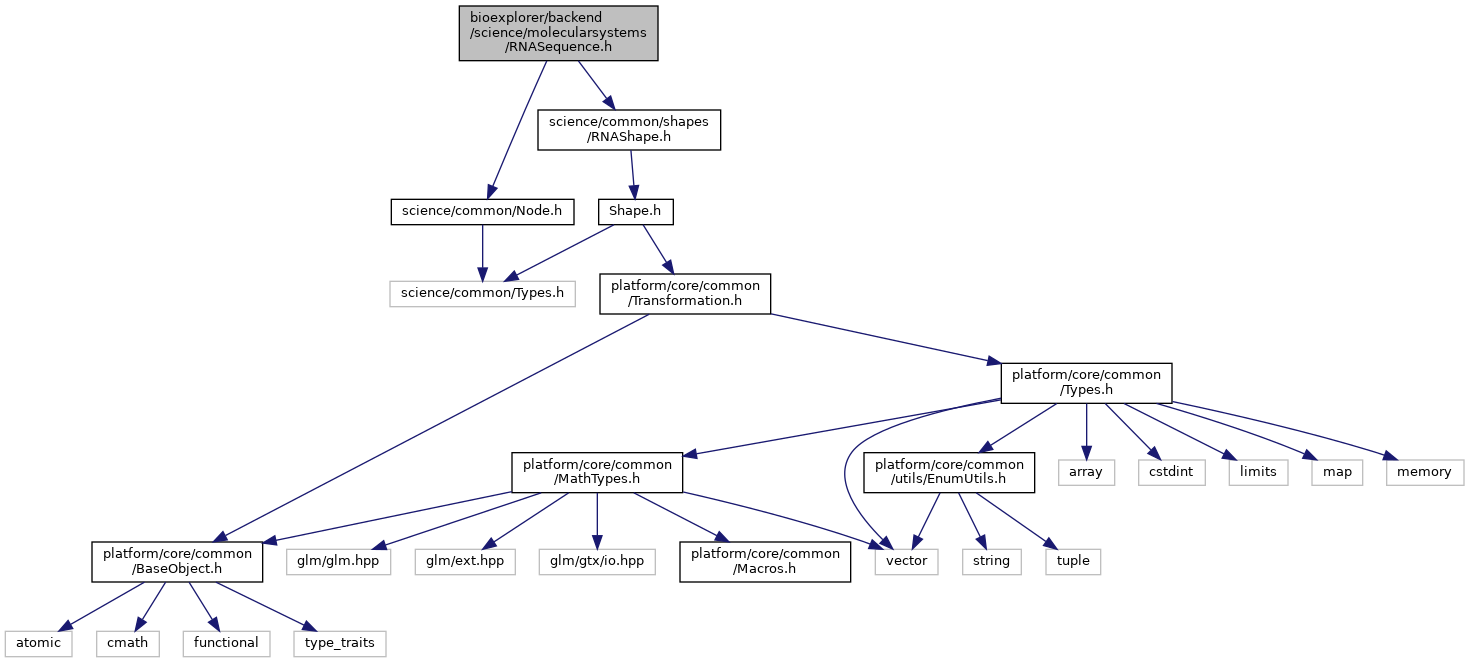 bioexplorer/backend
/science/molecularsystems
/RNASequence.h
science/common/shapes
/RNAShape.h
science/common/Node.h
Shape.h
science/common/Types.h
platform/core/common
/Transformation.h
platform/core/common
/Types.h
platform/core/common
/MathTypes.h
platform/core/common
/utils/EnumUtils.h
array
cstdint
limits
map
memory
platform/core/common
/BaseObject.h
glm/glm.hpp
glm/ext.hpp
glm/gtx/io.hpp
platform/core/common
/Macros.h
vector
string
tuple
atomic
cmath
functional
type_traits